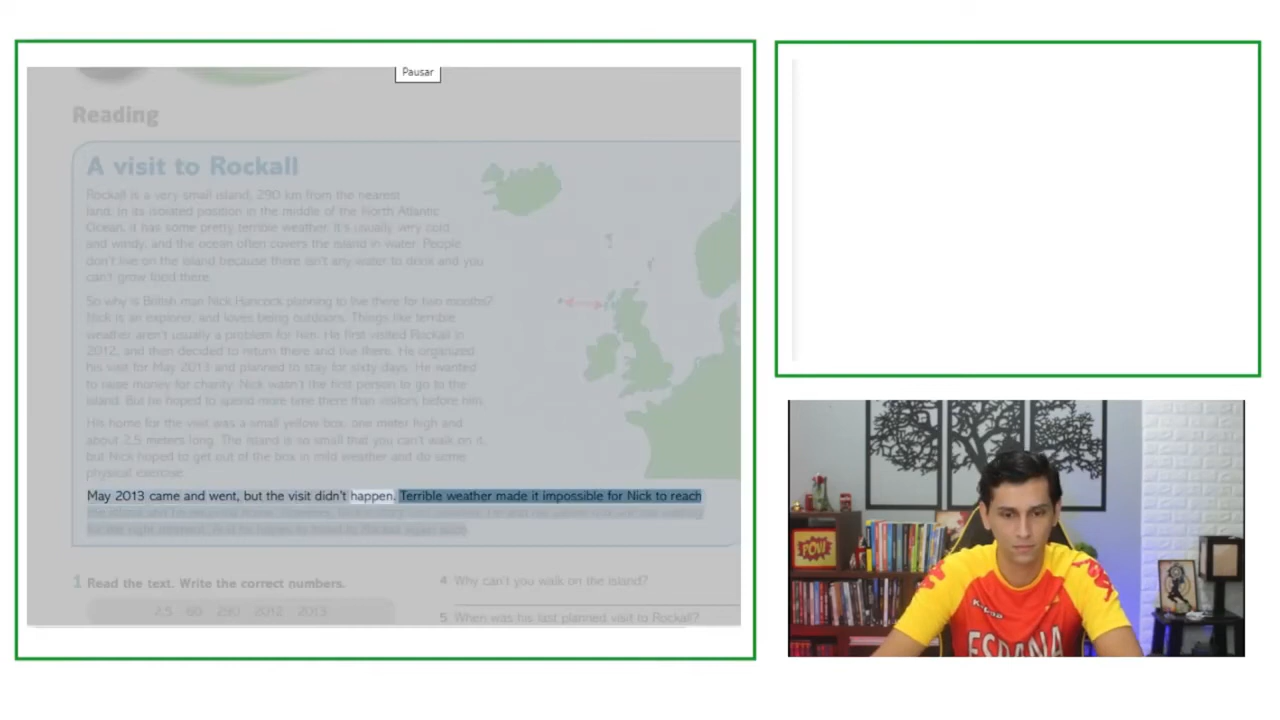 Pausar
Reading
A visit to Rockall
Rockall is a very small island, 290 km from the nearest
land. In its isolated position in the middle of the North Atlantic
Ocean, it has some pretty terrible weather. It's usually very cold
and windy, and the ocean often covers the island in water. People
don't live on the island because there isn't any water to drink and you
can't grow food there.
So why is British man Nick Hancock planning to live there for two months?
Nick is an explorer, and loves being outdoors. Things like terrible
weather aren't usually a problem for him. He first visited Rockall in
2012, and then decided to return there and live there. He organized
his visit for May 2013 and planned to stay for sixty days. He wanted
to raise money for charity. Nick wasn't the first person to go to the
island. But he hoped to spend more time there than visitors before him.
His home for the visit was a small yellow box, one meter high and
about 2.5 meters long. The island is so small that you can't walk on it,
but Nick hoped to get out of the box in mild weather and do some
physical exercise.
May 2013 came and went, but the visit didn't happen. Terrible weather made it impossible for Nick to reach
1 Read the text. Write the correct numbers.
2.5 60 290 2012 2013
4 Why can't you walk on the island?
5 When was his last planned visit to Rockall?
POW
K-
ESPAÑA